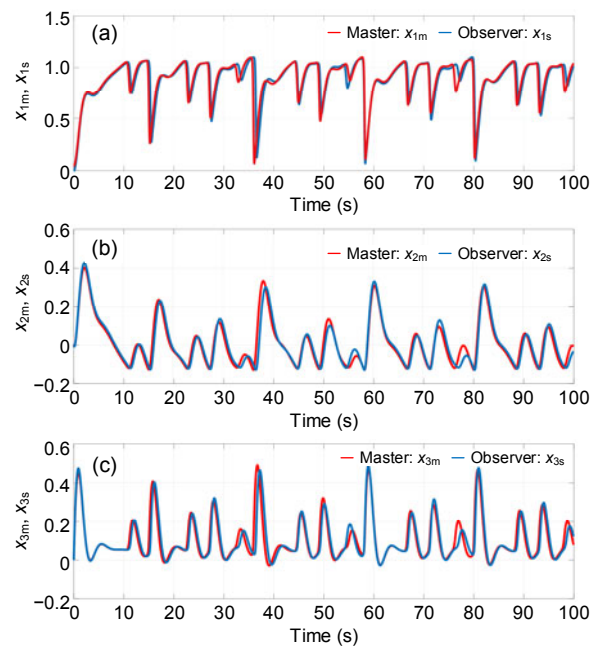 (a)
Master: x1m Observer: x1s
x1m, x1s
1.5
1.0
0.5
0
0 10 20 30 40 50 60 70 80 90 100
Time (s)
(b)
Master: x2m Observer: x2s
x2m, x2s
0.6
0.4
0.2
0
−0.2
0 10 20 30 40 50 60 70 80 90 100
Time (s)
(c)
Master: x3m Observer: x3s
x3m, x3s
0.6
0.4
0.2
0
−0.2
0 10 20 30 40 50 60 70 80 90 100
Time (s)